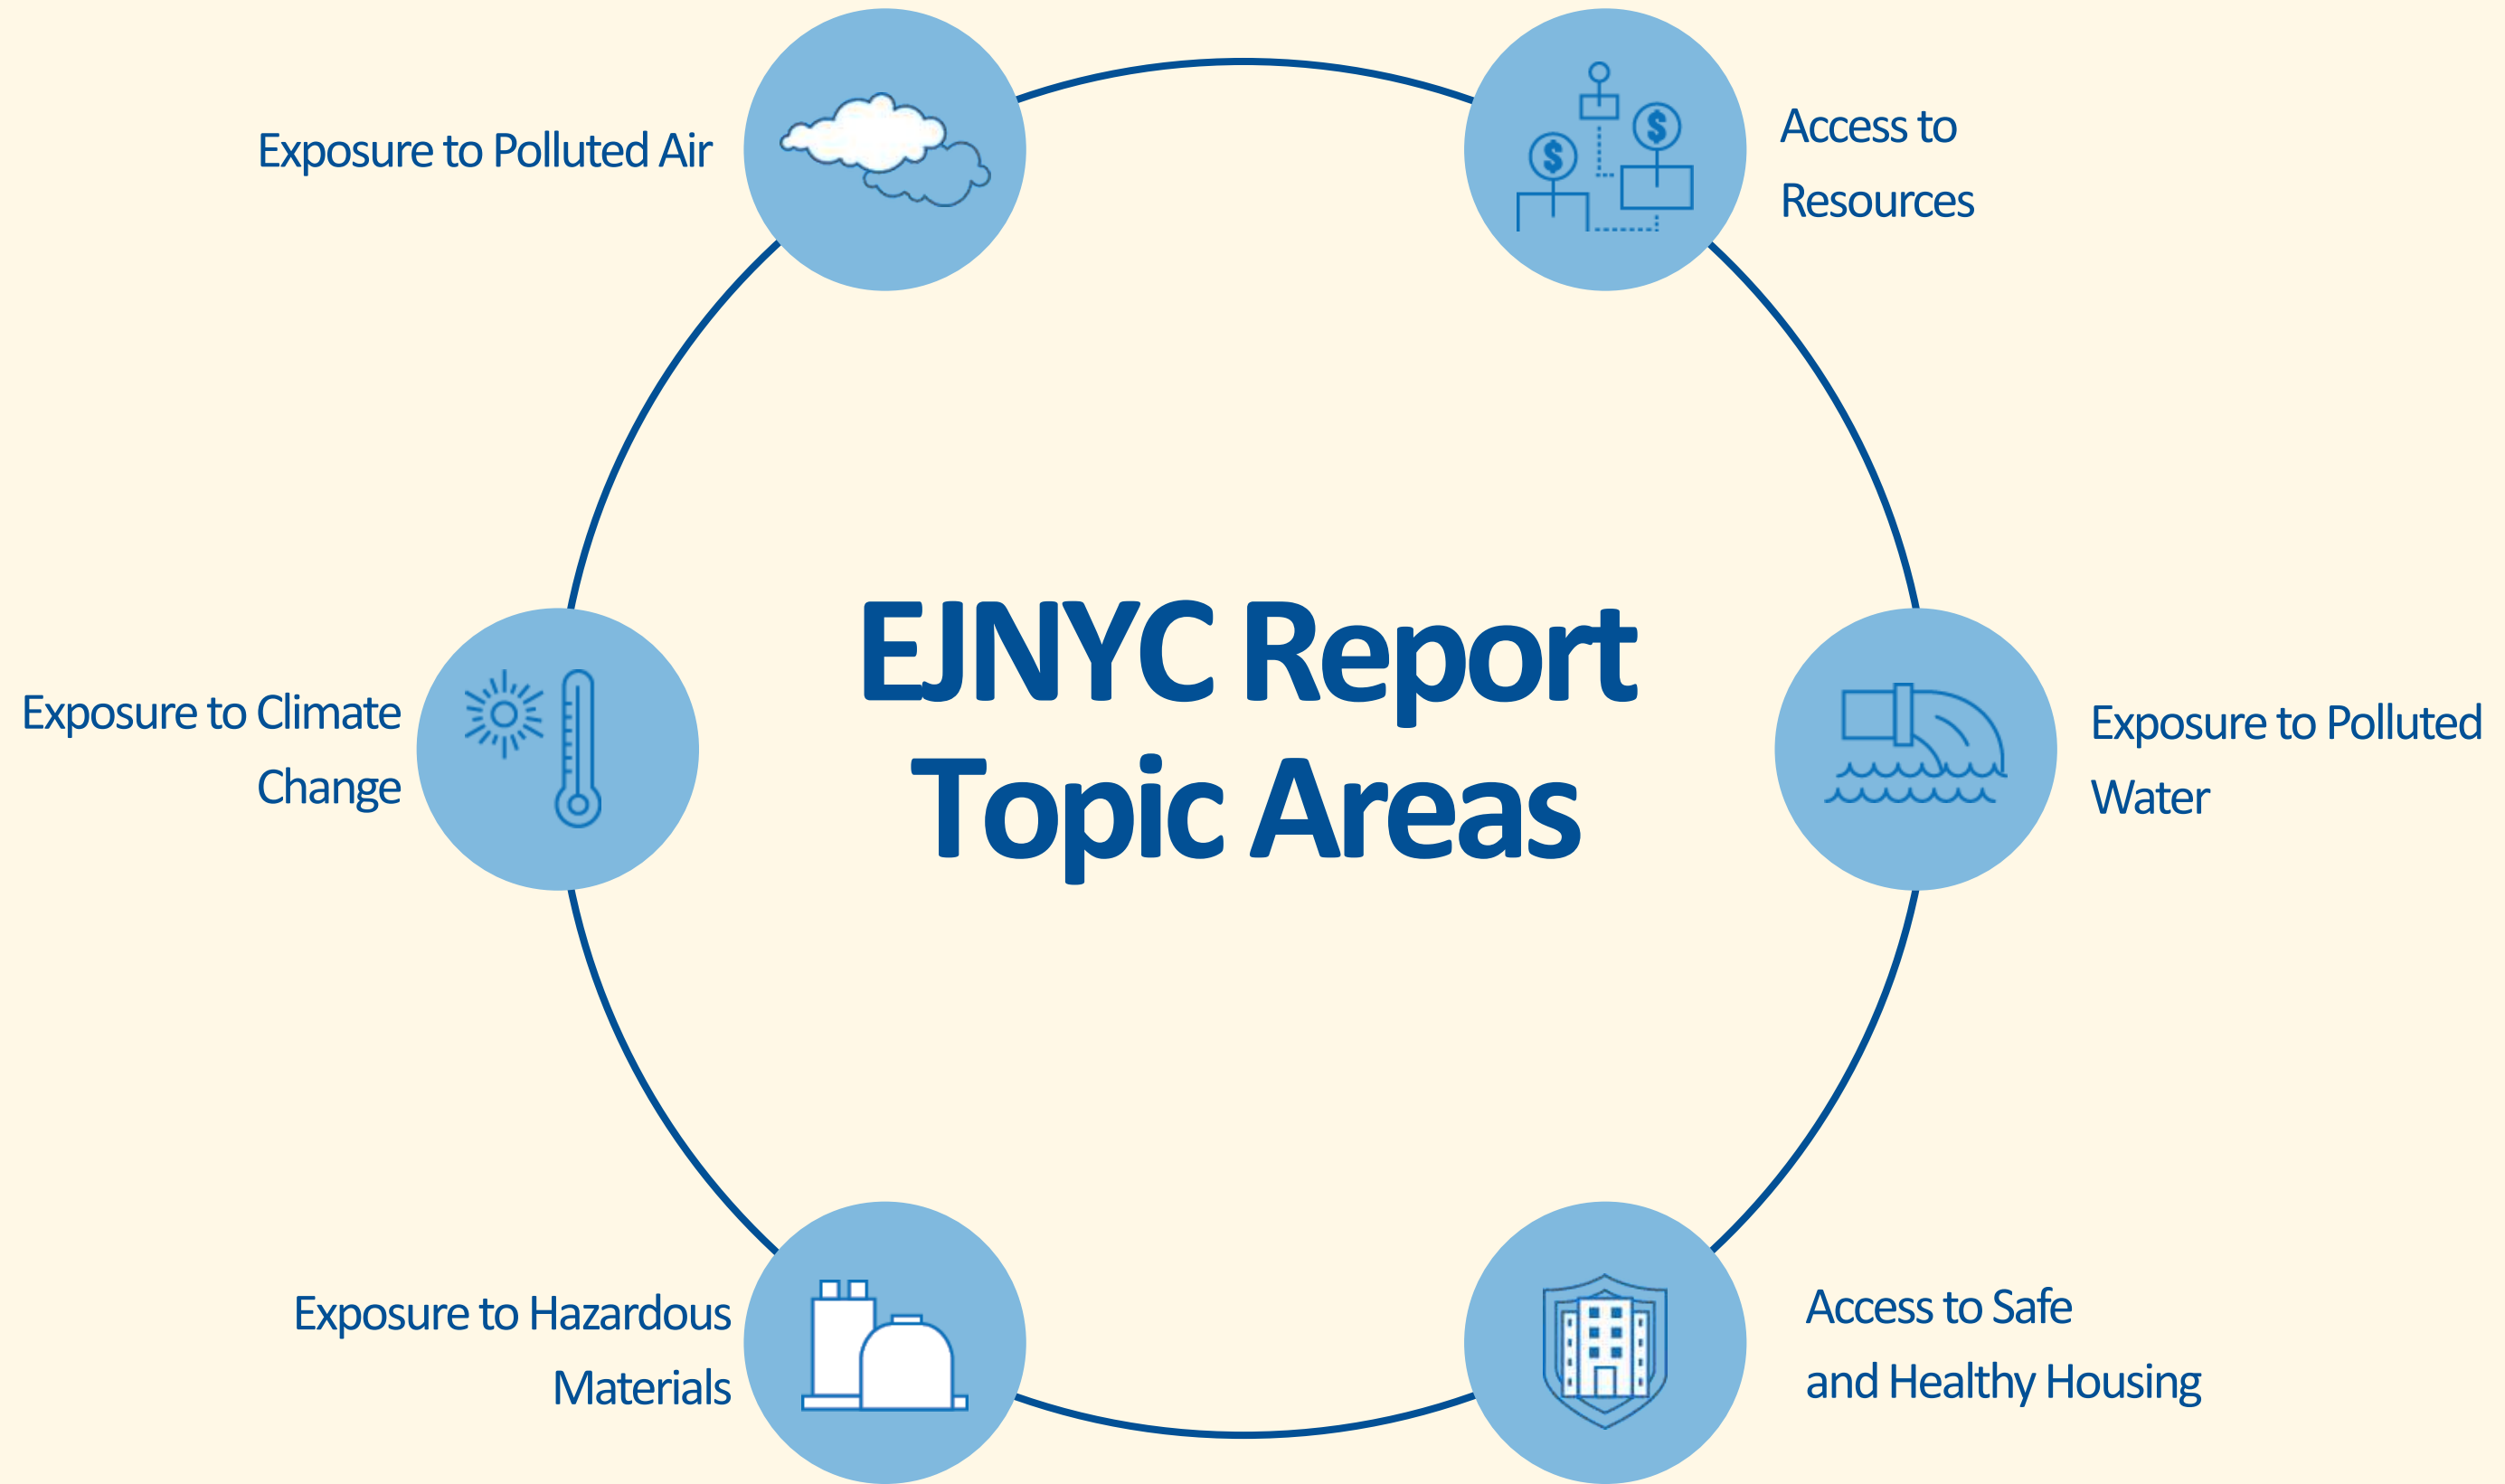 Exposure to Polluted Air
Access to
Resources
EJNYC Report
Topic Areas
Exposure to Climate
Change
Exposure to Polluted
Water
Exposure to Hazardous
Materials
Access to Safe
and Healthy Housing
$
$